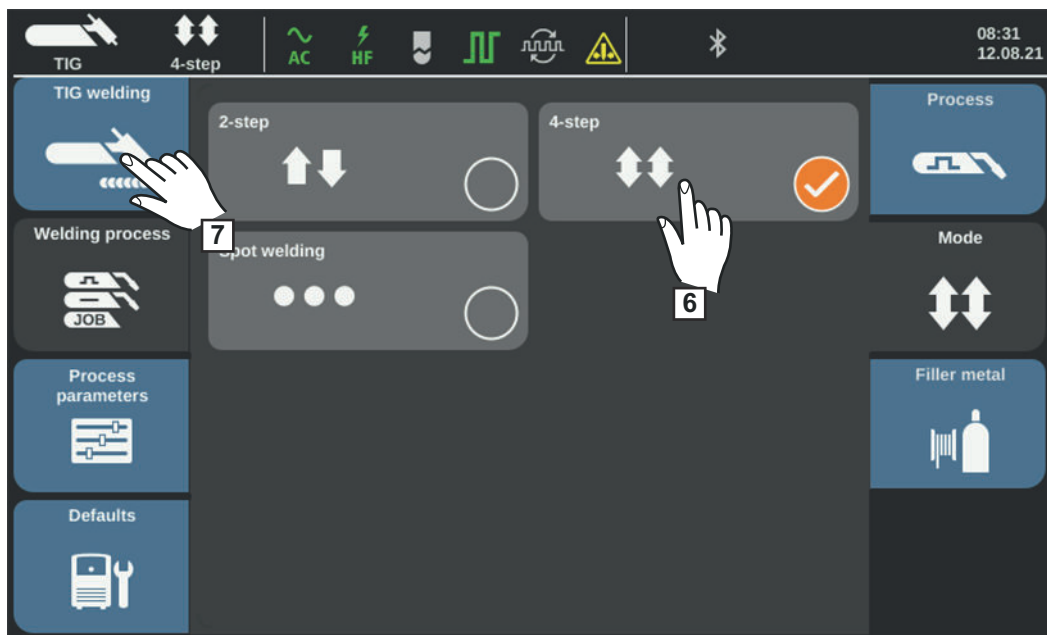 TIG
4-step
AC
HF
08:31
12.08.21
TIG welding
2-step
4-step
Process
7
6
Welding process
JOB
Spot welding
Mode
Process
parameters
Filler metal
Defaults